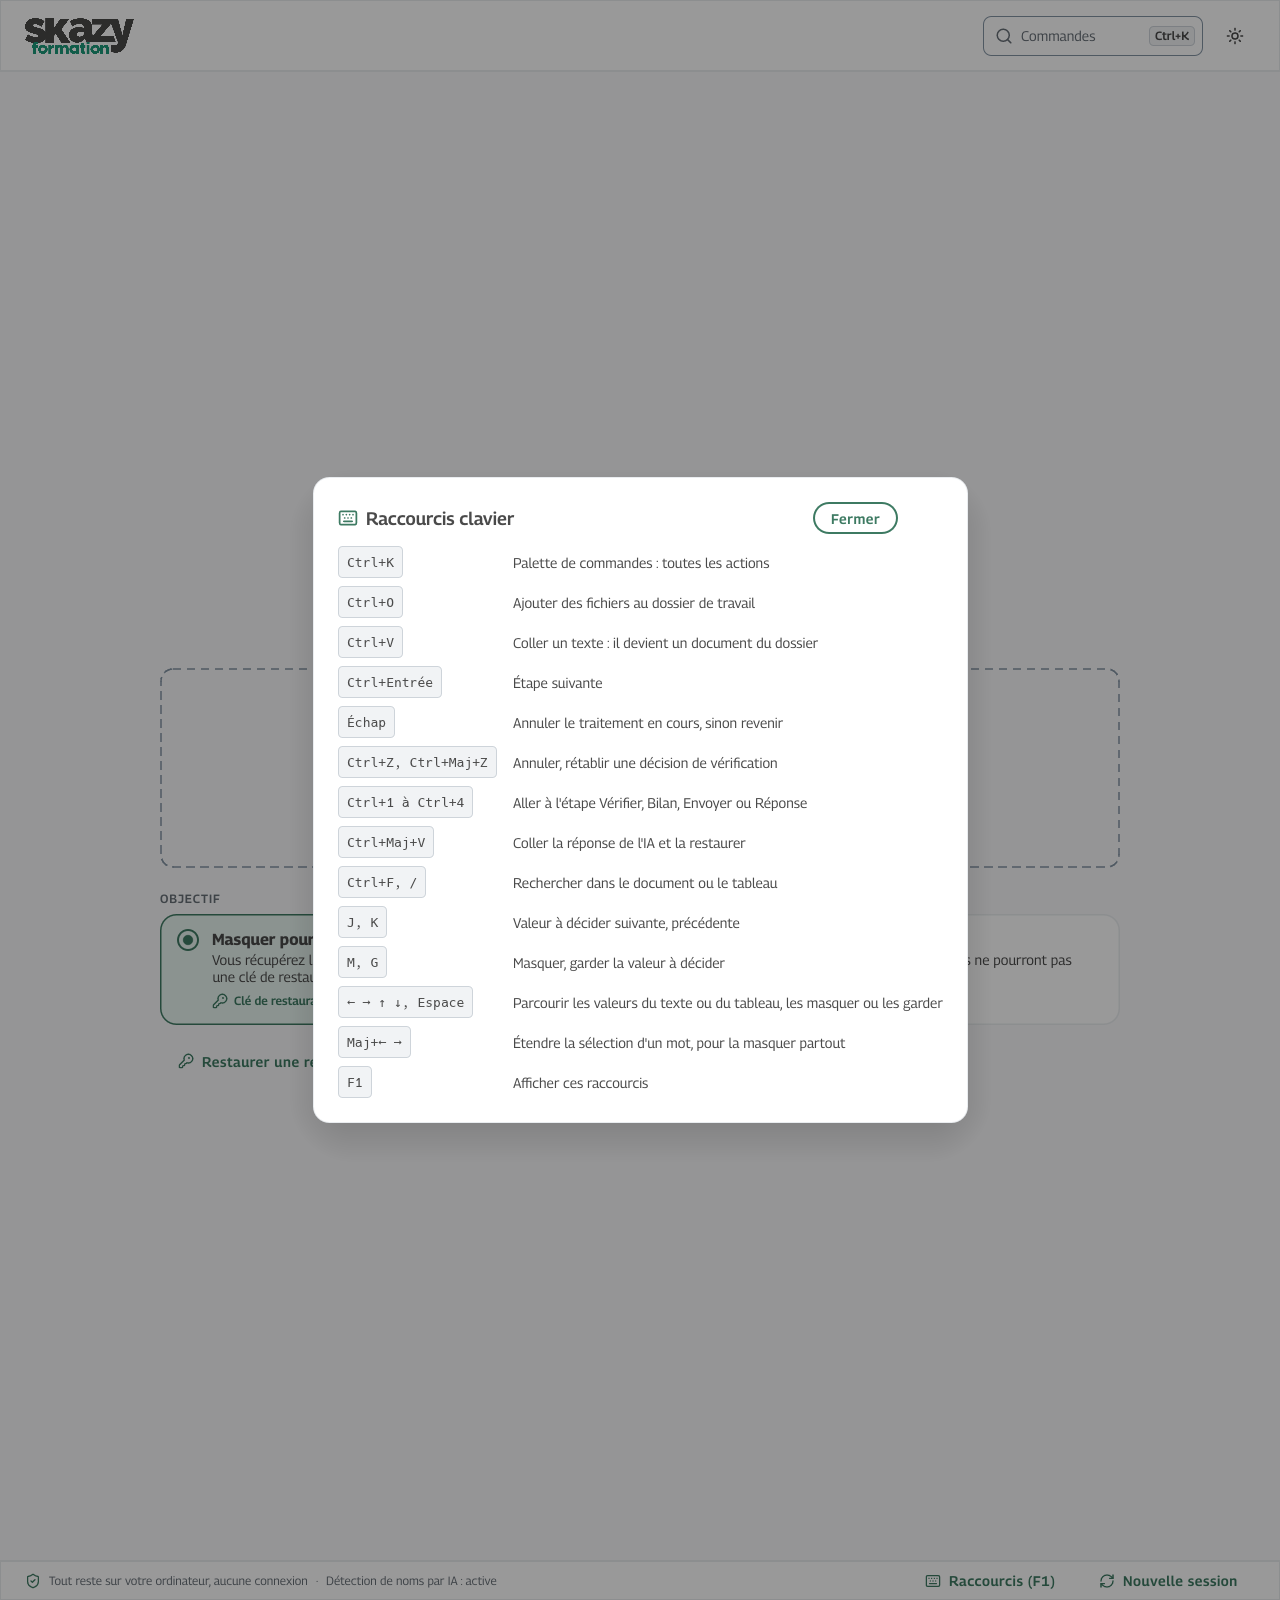 skazy
formation
Commandes Ctrl+K
Raccourcis clavier Fermer
Ctrl+K Palette de commandes : toutes les actions
Ctrl+O Ajouter des fichiers au dossier de travail
Ctrl+V Coller un texte : il devient un document du dossier
Ctrl+Entrée Étape suivante
Échap Annuler le traitement en cours, sinon revenir
Ctrl+Z, Ctrl+Maj+Z Annuler, rétablir une décision de vérification
Ctrl+1 à Ctrl+4 Aller à l'étape Vérifier, Bilan, Envoyer ou Réponse
Ctrl+Maj+V Coller la réponse de l'IA et la restaurer
Ctrl+F, / Rechercher dans le document ou le tableau
J, K Valeur à décider suivante, précédente
M, G Masquer, garder la valeur à décider
← → ↑ ↓, Espace Parcourir les valeurs du texte ou du tableau, les masquer ou les garder
Maj+← → Étendre la sélection d'un mot, pour la masquer partout
F1 Afficher ces raccourcis
OBJECTIF
Masquer pour
Vous récupérez
une clé de
Clé de
ne pourront pas
Restaurer une
Tout reste sur votre ordinateur, aucune connexion · Détection de noms par IA : active
Raccourcis (F1) Nouvelle session